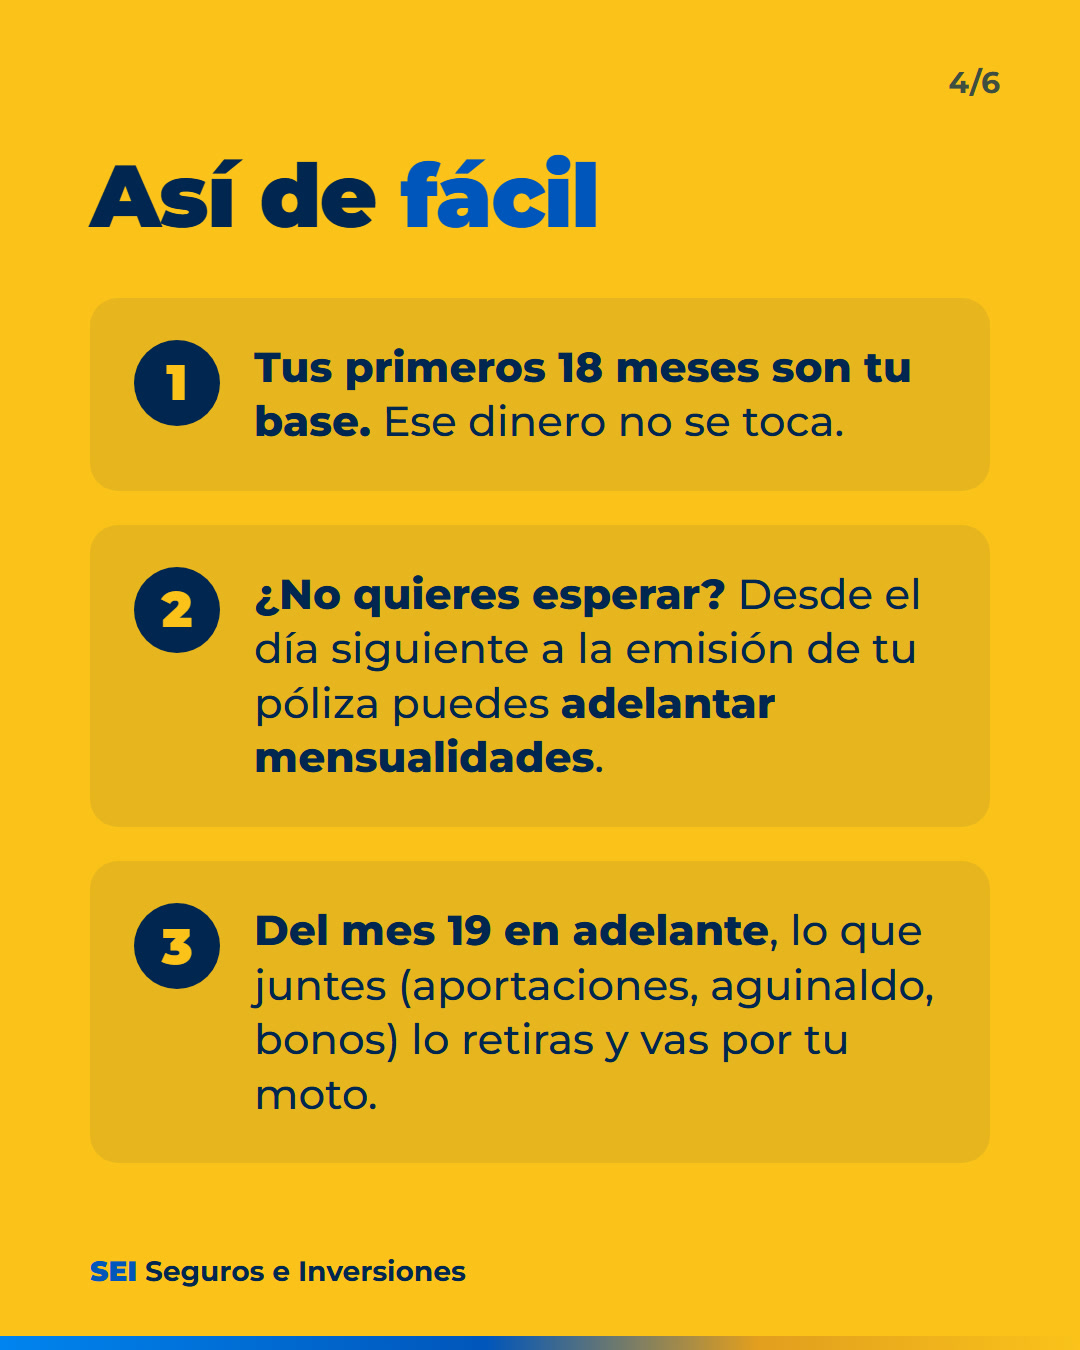 4/6
Así de fácil
1
Tus primeros 18 meses son tu
base. Ese dinero no se toca.
2
¿No quieres esperar? Desde el
día siguiente a la emisión de tu
póliza puedes adelantar
mensualidades.
3
Del mes 19 en adelante, lo que
juntes (aportaciones, aguinaldo,
bonos) lo retiras y vas por tu
moto.
SEI Seguros e Inversiones